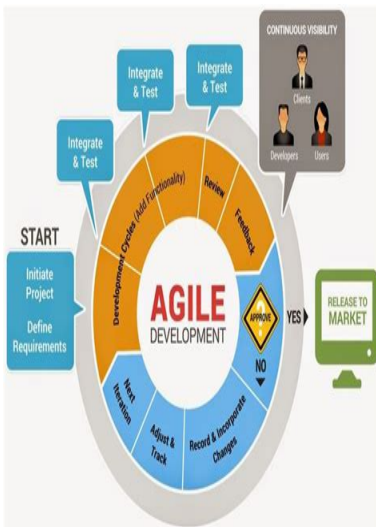 CONTINUOUS VISIBILITY
Clients
Developers
Users
Integrate
& Test
Integrate
& Test
Integrate
& Test
START
Initiate
Project
Define
Requirements
Development Cycles (Add Functionality)
Review
Feedback
AGILE
DEVELOPMENT
?
APPROVE
YES
NO
RELEASE TO
MARKET
Record & Incorporate
Changes
Adjust &
Track
Next
Iteration